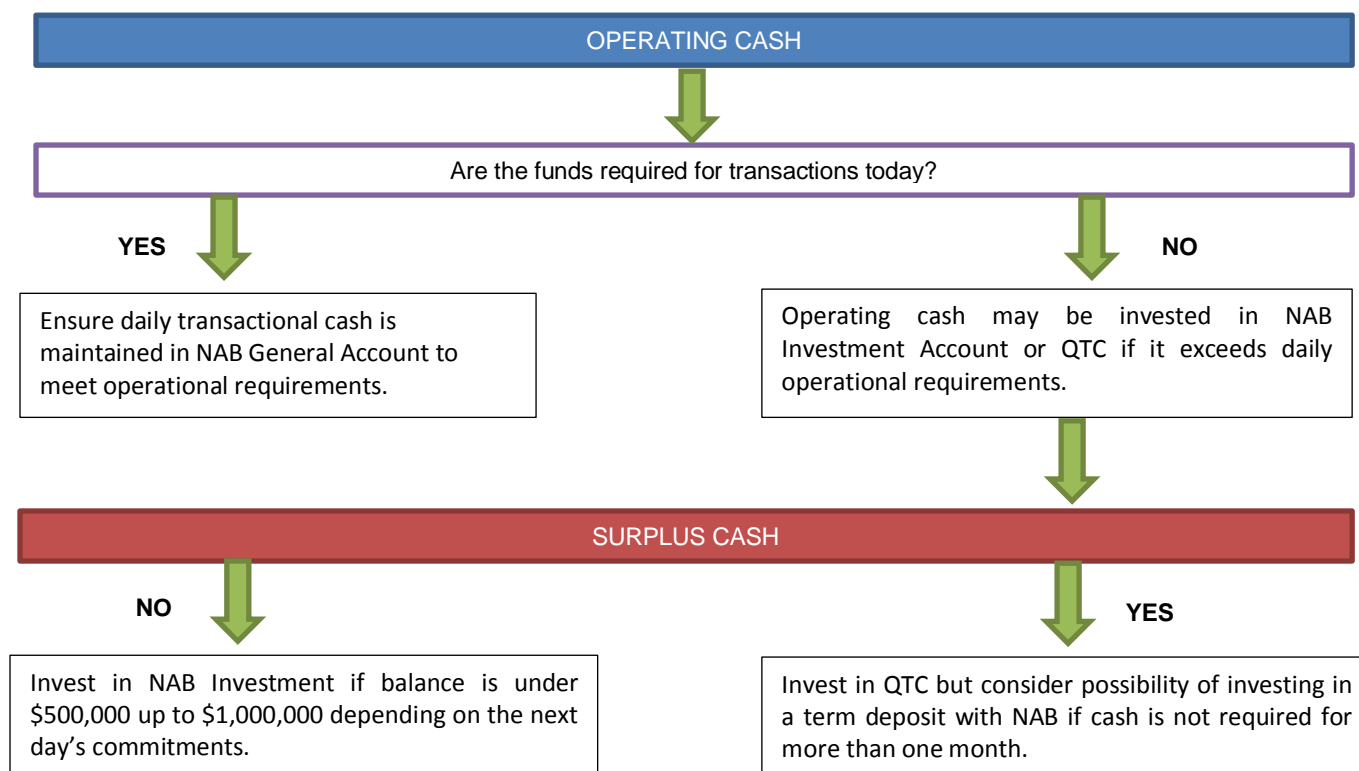 OPERATING CASH
Are the funds required for transactions today?
YES
NO
Ensure daily transactional cash is
maintained in NAB General Account to
meet operational requirements.
Operating cash may be invested in NAB
Investment Account or QTC if it exceeds daily
operational requirements.
SURPLUS CASH
NO
YES
Invest in NAB Investment if balance is under
$500,000 up to $1,000,000 depending on the next
day’s commitments.
Invest in QTC but consider possibility of investing in
a term deposit with NAB if cash is not required for
more than one month.